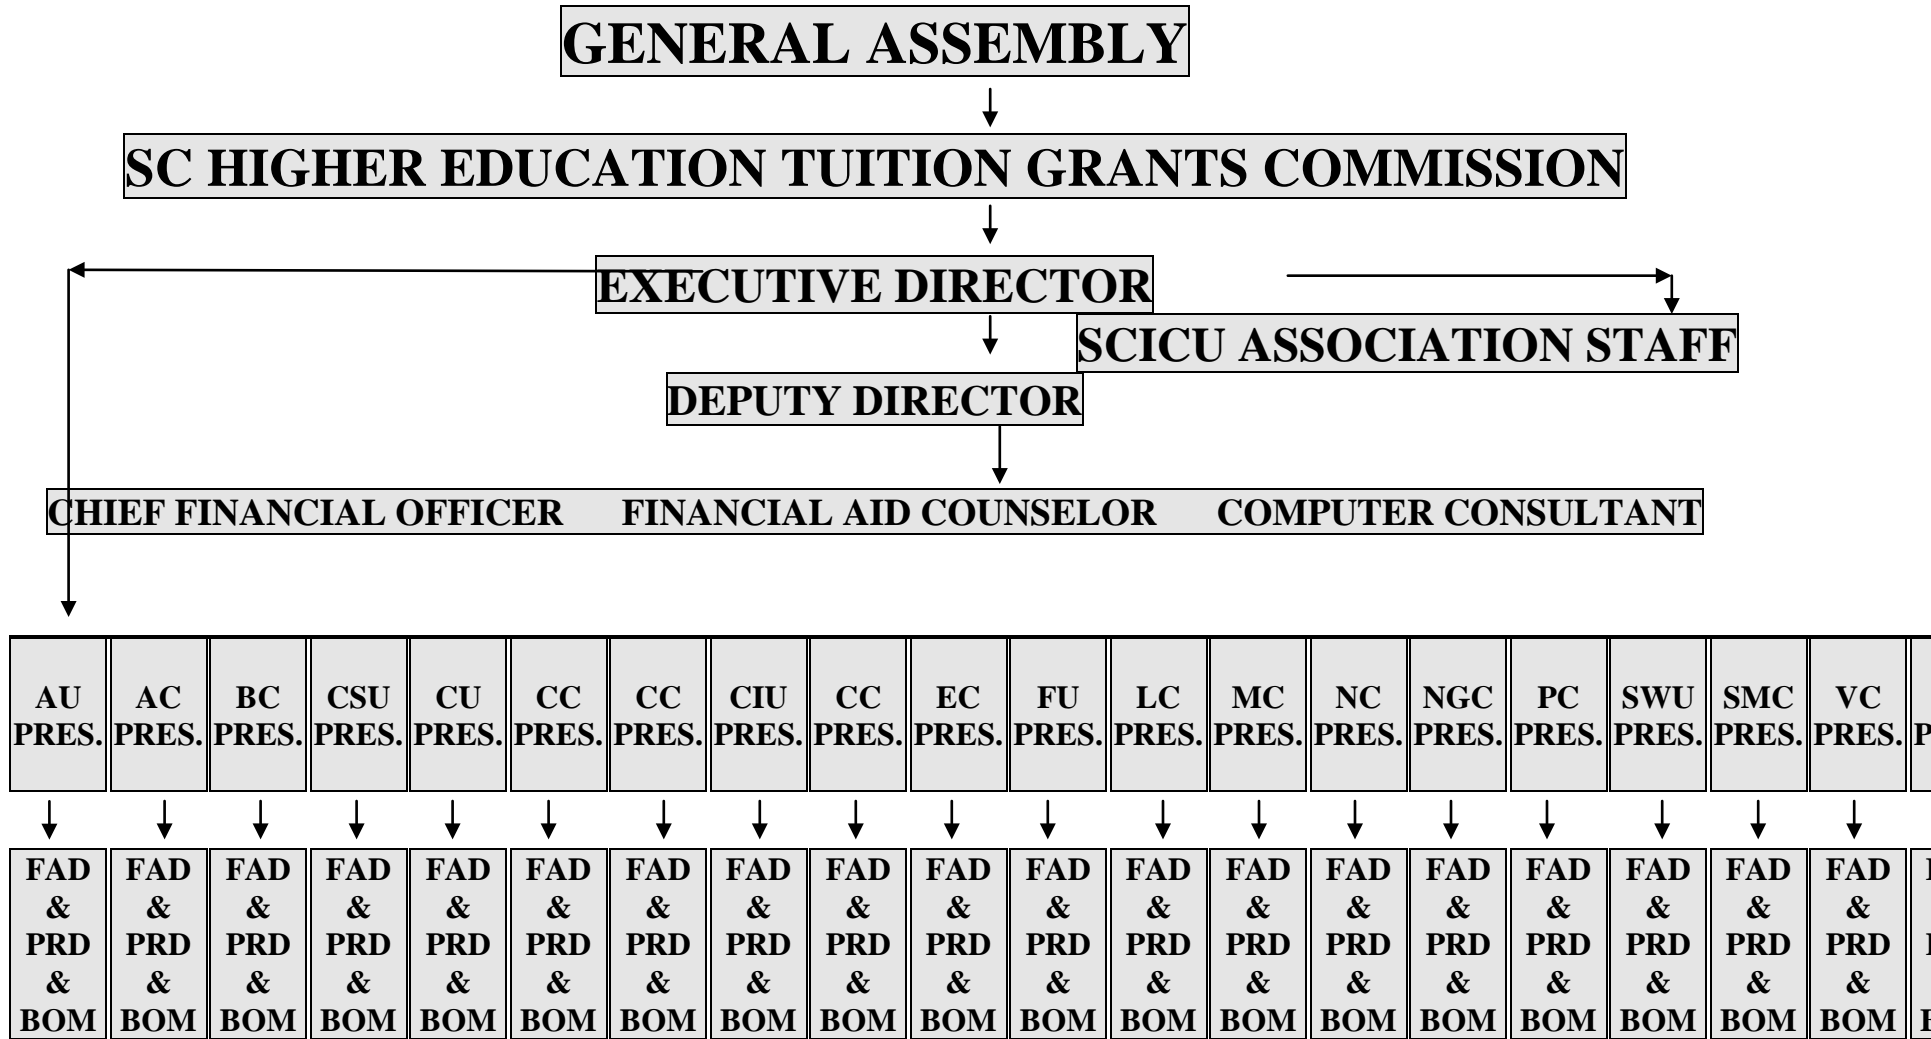 GENERAL ASSEMBLY
SC HIGHER EDUCATION TUITION GRANTS COMMISSION
EXECUTIVE DIRECTOR
SCICU ASSOCIATION STAFF
DEPUTY DIRECTOR
CHIEF FINANCIAL OFFICER FINANCIAL AID COUNSELOR COMPUTER CONSULTANT
AU AC BC CSU CU CC CC CIU CC EC FU LC MC NC NGC PC SWU SMC VC
PRES. PRES. PRES. PRES. PRES. PRES. PRES. PRES. PRES. PRES. PRES. PRES. PRES. PRES. PRES. PRES. PRES. PRES. PRES.
FAD FAD FAD FAD FAD FAD FAD FAD FAD FAD FAD FAD FAD FAD FAD FAD FAD FAD FAD
& & & & & & & & & & & & & & & & & & &
PRD PRD PRD PRD PRD PRD PRD PRD PRD PRD PRD PRD PRD PRD PRD PRD PRD PRD PRD
& & & & & & & & & & & & & & & & & & &
BOM BOM BOM BOM BOM BOM BOM BOM BOM BOM BOM BOM BOM BOM BOM BOM BOM BOM BOM